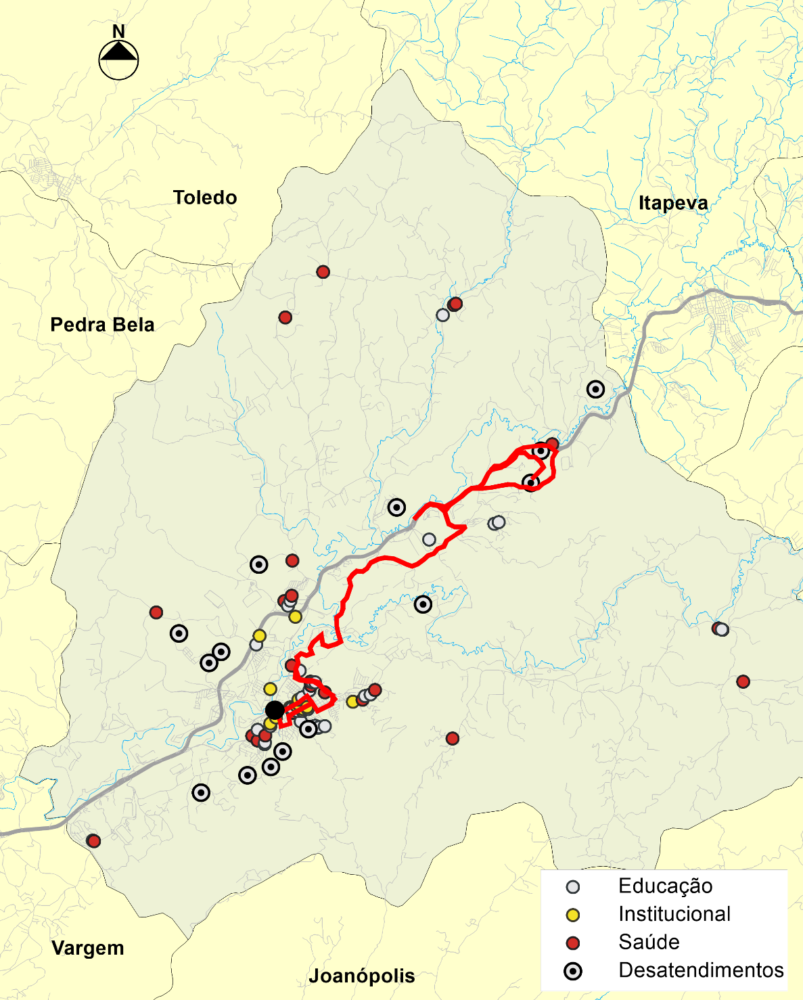 N
Toledo
Itapeva
Pedra Bela
Educação
Institucional
Saúde
Desatendimentos
Vargem
Joanópolis